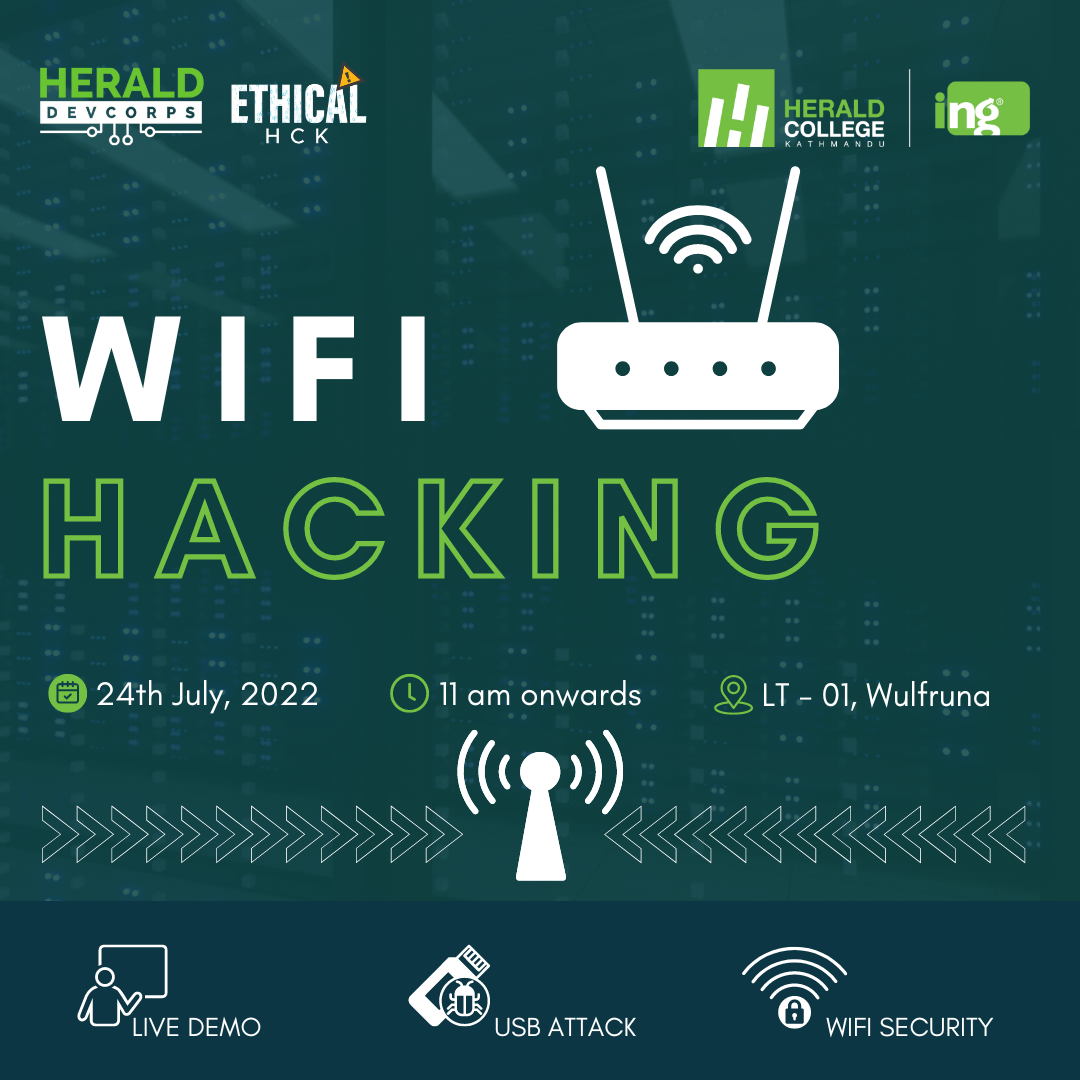 HERALD
DEVCORPS
ETHICAL
HCK
HERALD
COLLEGE
KATHMANDU
ing®
WIFI
HACKING
24th July, 2022
11 am onwards
LT - 01, Wulfruna
LIVE DEMO
USB ATTACK
WIFI SECURITY